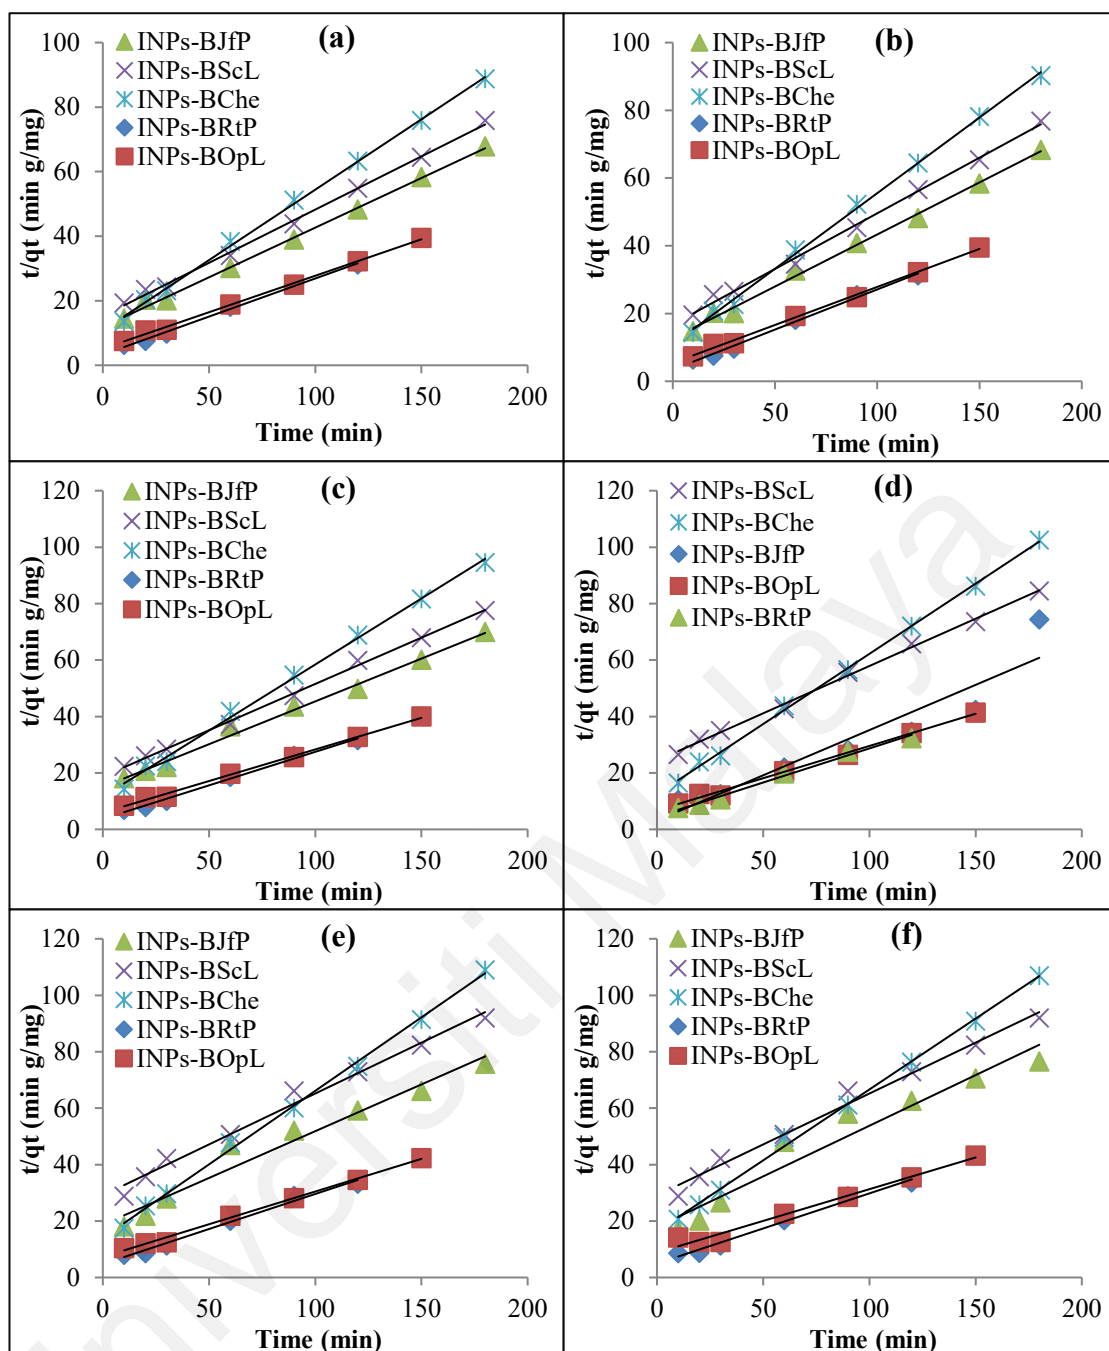 (a)
INPs-BJfP
INPs-BScL
INPs-BChe
INPs-BRtP
INPs-BOpL
t/qt (min g/mg)
100
80
60
40
20
0
0 50 100 150 200
Time (min)
(b)
INPs-BJfP
INPs-BScL
INPs-BChe
INPs-BRtP
INPs-BOpL
t/qt (min g/mg)
100
80
60
40
20
0
0 50 100 150 200
Time (min)
(c)
INPs-BJfP
INPs-BScL
INPs-BChe
INPs-BRtP
INPs-BOpL
t/qt (min g/mg)
120
100
80
60
40
20
0
0 50 100 150 200
Time (min)
(d)
INPs-BScL
INPs-BChe
INPs-BJfP
INPs-BOpL
INPs-BRtP
t/qt (min g/mg)
120
100
80
60
40
20
0
0 50 100 150 200
Time (min)
(e)
INPs-BJfP
INPs-BScL
INPs-BChe
INPs-BRtP
INPs-BOpL
t/qt (min g/mg)
120
100
80
60
40
20
0
0 50 100 150 200
Time (min)
(f)
INPs-BJfP
INPs-BScL
INPs-BChe
INPs-BRtP
INPs-BOpL
t/qt (min g/mg)
120
100
80
60
40
20
0
0 50 100 150 200
Time (min)
niversiti Malaya